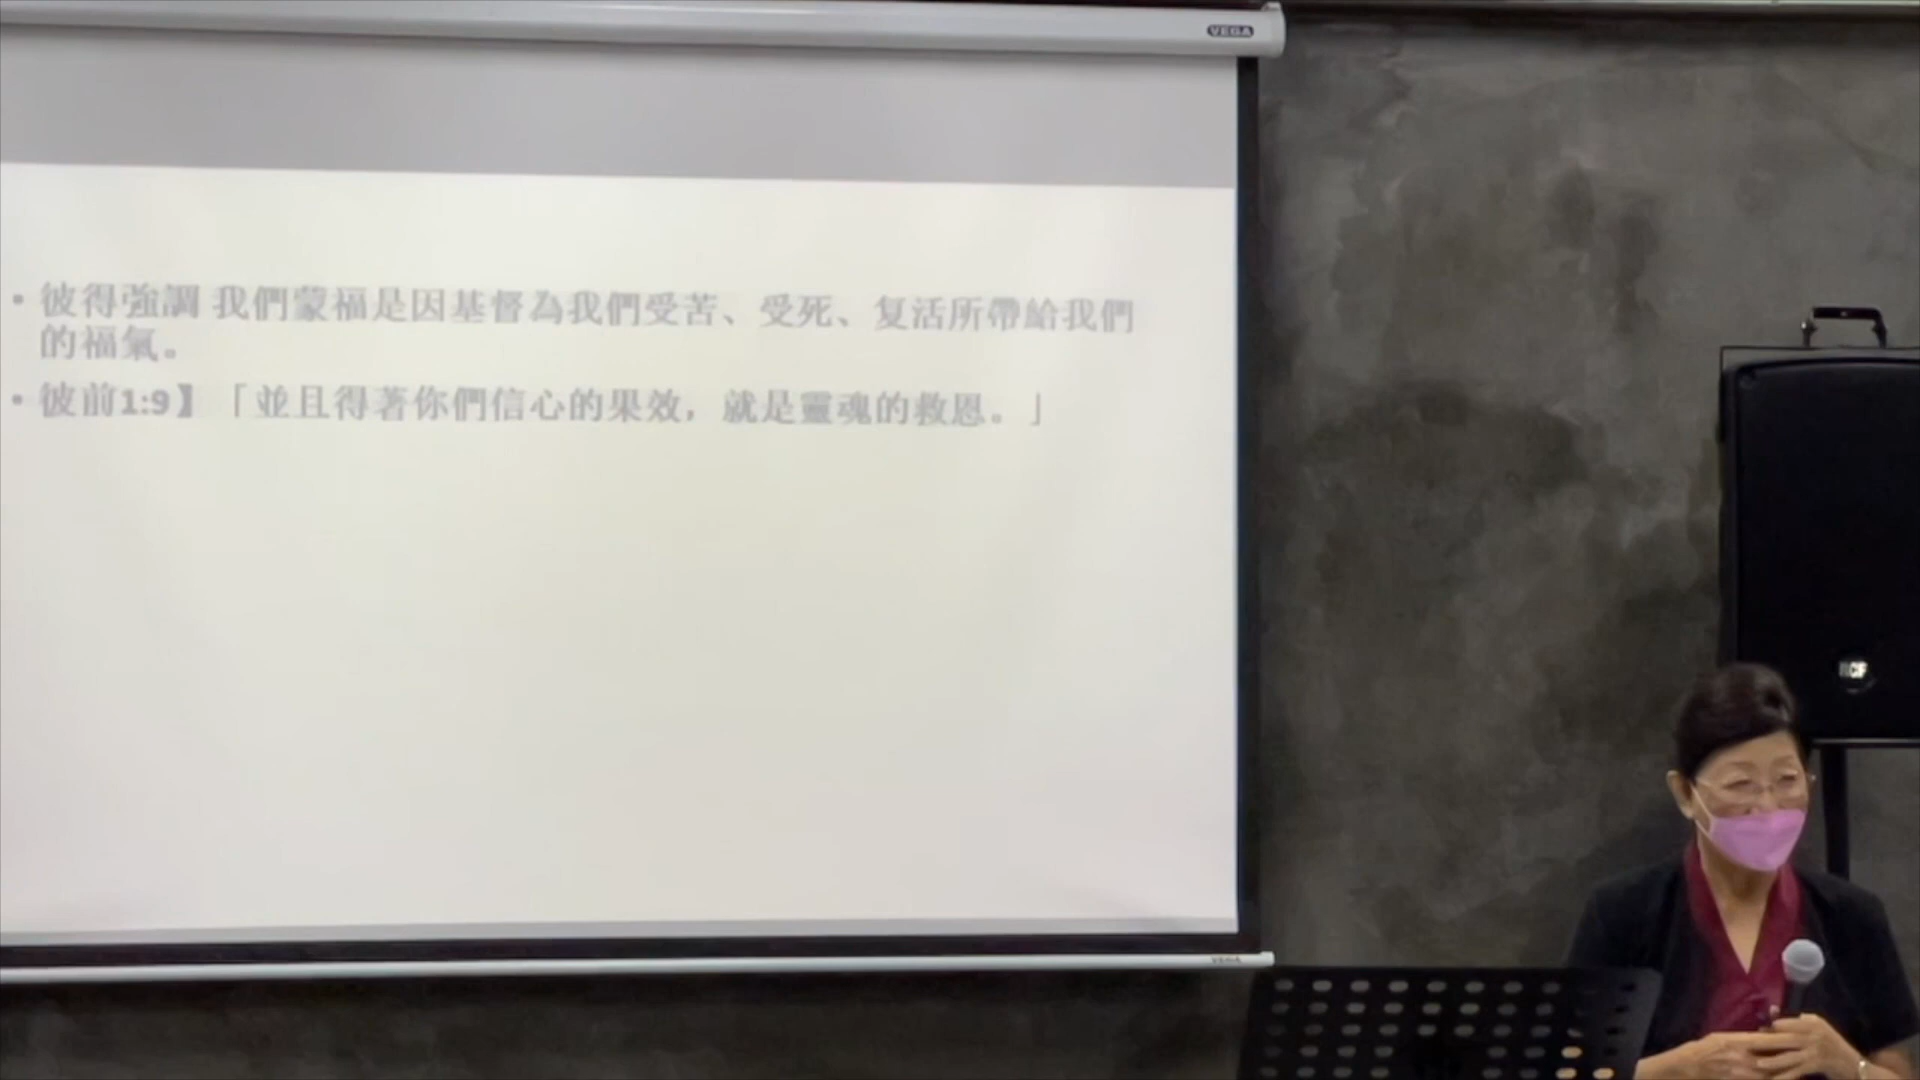 VEGA
• 彼得強調 我們蒙福是因基督為我們受苦、受死、复活所帶給我們
的福氣。
• 彼前1:9】「並且得著你們信心的果效，就是靈魂的救恩。」
RCF
VEGA